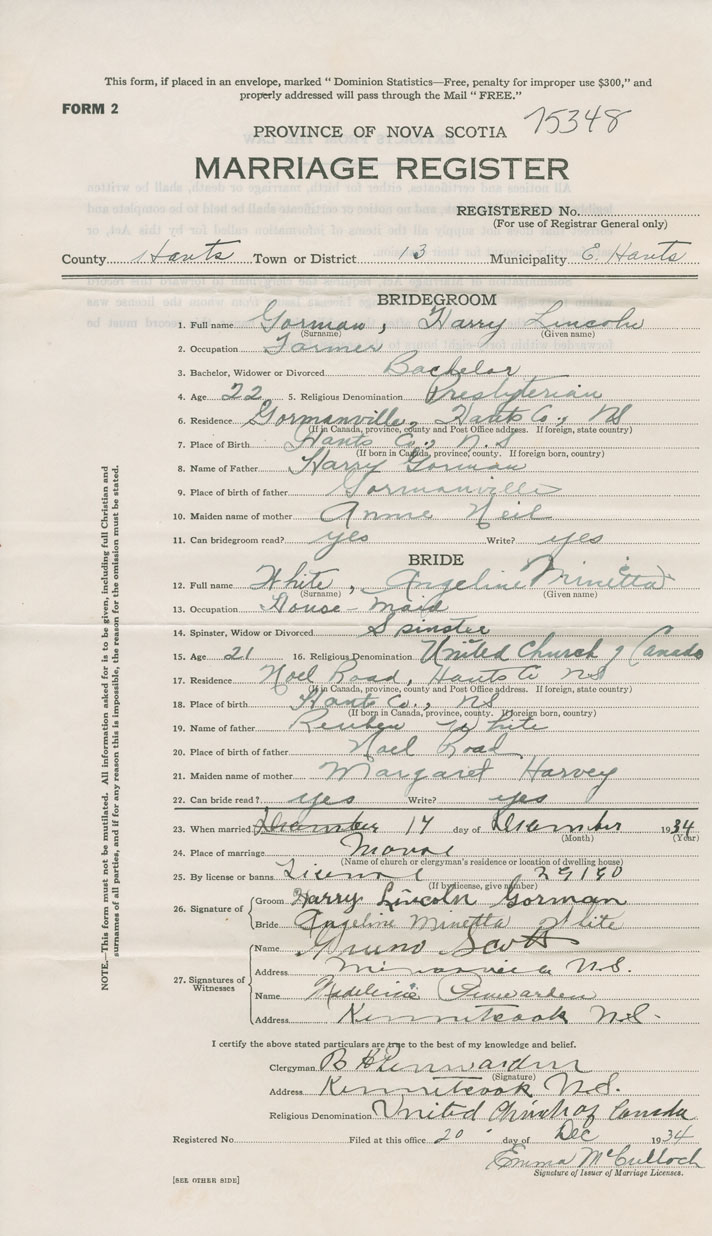 This form, if placed in an envelope, marked " Dominion Statistics—Free, penalty for improper use $300," and
properly addressed will pass through the Mail " FREE."
FORM 2
75348
PROVINCE OF NOVA SCOTIA
MARRIAGE REGISTER
REGISTERED No.
(For use of Registrar General only)
County Hants Town or District 13 Municipality E. Hants
BRIDEGROOM
1. Full name Gorman, Harry Lincoln
(Surname) (Given name)
2. Occupation Farmer
3. Bachelor, Widower or Divorced Bachelor
4. Age 22 5. Religious Denomination Presbyterian
6. Residence Gormanville, Hants Co., NS
(If in Canada, province, county and Post Office address. If foreign, state country)
7. Place of Birth Hants Co., N.S
(If born in Canada, province, county. If foreign born, country)
8. Name of Father Harry Gorman
9. Place of birth of father Gormanville
10. Maiden name of mother Annie Neil
11. Can bridegroom read? yes Write? yes
BRIDE
12. Full name White, Angeline Minetta
(Surname) (Given name)
13. Occupation House-maid
14. Spinster, Widow or Divorced Spinster
15. Age 21 16. Religious Denomination United Church of Canada
17. Residence Noel Road, Hants Co NS
(If in Canada, province, county and Post Office address. If foreign, state country)
18. Place of Birth Hants Co., NS
(If born in Canada, province, county. If foreign born, country)
19. Name of father Reuben White
20. Place of birth of father Noel Road
21. Maiden name of mother Margaret Harvey
22. Can bride read? yes Write? yes
23. When married December 17 day of December 1934
(Month) (Year)
24. Place of marriage
(Name of church or clergyman's residence or location of dwelling house)
25. By license or banns License 29180
(If by license, give number)
26. Signature of
Groom Harry Lincoln Gorman
Bride Angeline Minetta White
27. Signatures of Witnesses
Name Bruno Scott
Address N.S.
Name Madeline
Address Kennetcook N.S.
I certify the above stated particulars are true to the best of my knowledge and belief.
Clergyman
(Signature)
Address Kennetcook N.S.
Religious Denomination United Church of Canada
Registered No. Filed at this office 20 day of Dec 1934
Emma McCulloch
Signature of Issuer of Marriage Licenses.
[SEE OTHER SIDE]
NOTE.—This form must not be mutilated. All information asked for is to be given, including full Christian and
surnames of all parties, and if for any reason this is impossible, the reason for the omission must be stated.